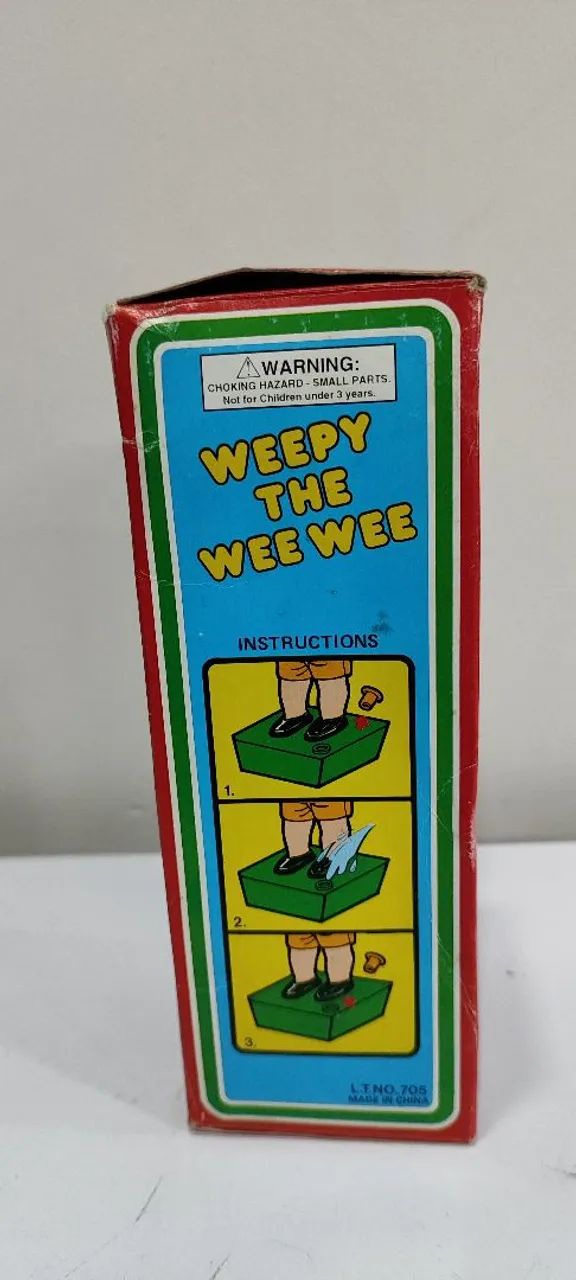 ⚠ WARNING:
CHOKING HAZARD - SMALL PARTS.
Not for Children under 3 years.
WEEPY
THE
WEE WEE
INSTRUCTIONS
1.
2.
3.
L.T. NO. 705
MADE IN CHINA